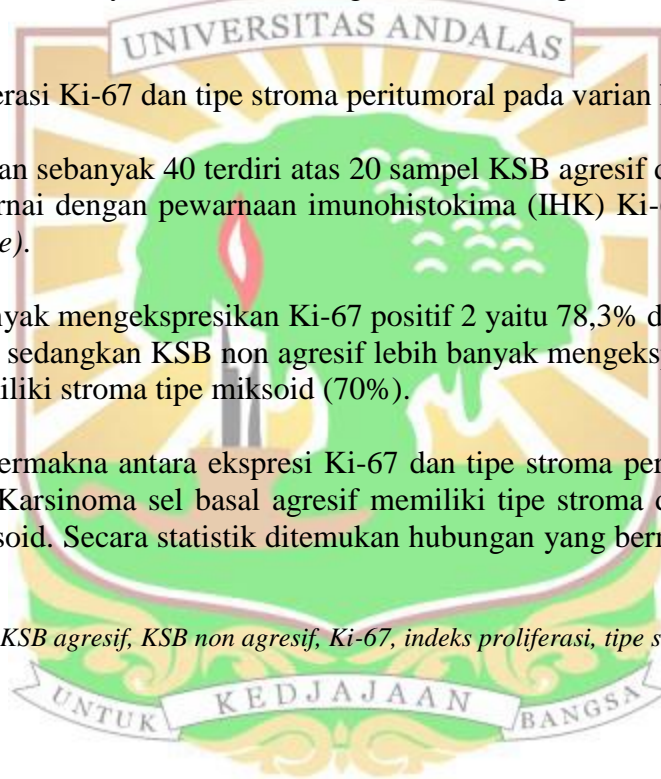 UNIVERSITAS ANDALAS
erasi Ki-67 dan tipe stroma peritumoral pada varian
an sebanyak 40 terdiri atas 20 sampel KSB agresif
rnai dengan pewarnaan imunohistokima (IHK) Ki-
e).
nyak mengekspresikan Ki-67 positif 2 yaitu 78,3% d
sedangkan KSB non agresif lebih banyak mengeksp
iliki stroma tipe miksoid (70%).
ermakna antara ekspresi Ki-67 dan tipe stroma per
Karsinoma sel basal agresif memiliki tipe stroma
soid. Secara statistik ditemukan hubungan yang ber
KSB agresif, KSB non agresif, Ki-67, indeks proliferasi, tipe s
UNTUK KEDJAJAAN BANGSA